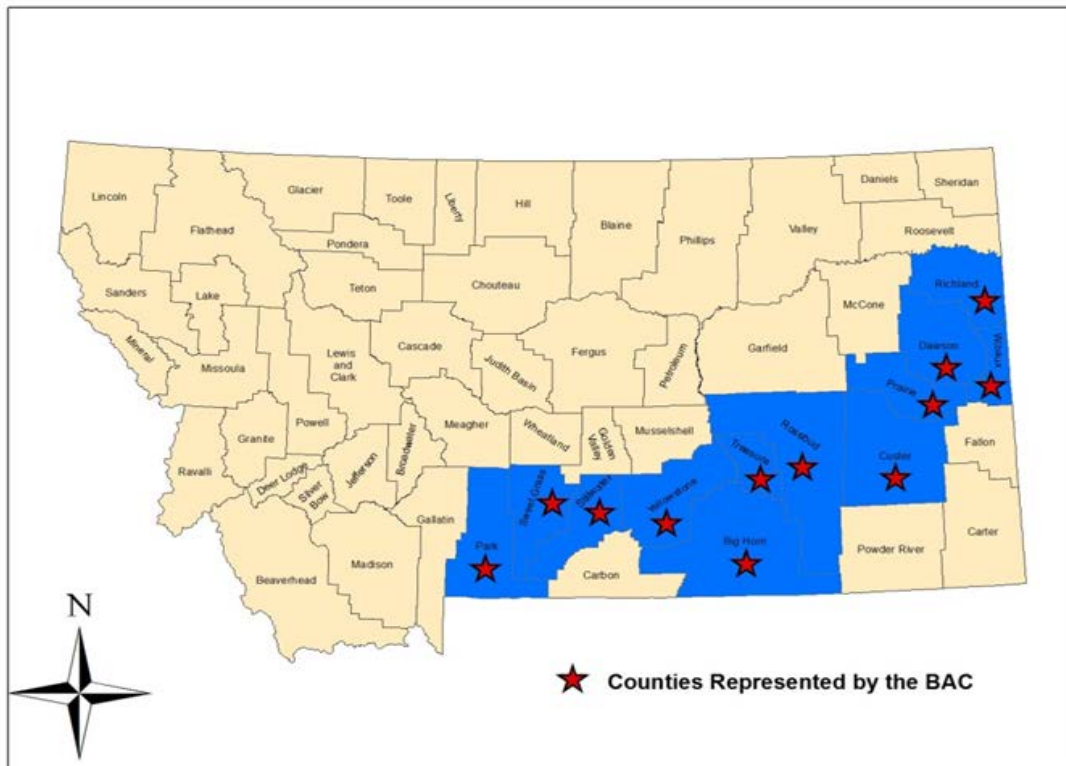 Lincoln
Flathead
Glacier
Toole
Liberty
Hill
Blaine
Phillips
Valley
Daniels
Sheridan
Roosevelt
Pondera
Teton
Chouteau
Sanders
Lake
Mineral
Missoula
Lewis
and
Clark
Cascade
Judith Basin
Fergus
Petroleum
Garfield
McCone
Richland
Dawson
Wibaux
Prairie
Powell
Granite
Ravalli
Deer Lodge
Silver
Bow
Jefferson
Broadwater
Meagher
Wheatland
Golden
Valley
Musselshell
Treasure
Rosebud
Custer
Fallon
Gallatin
Sweet Grass
Stillwater
Yellowstone
Park
Big Horn
Carbon
Powder River
Carter
Beaverhead
Madison
N
Counties Represented by the BAC